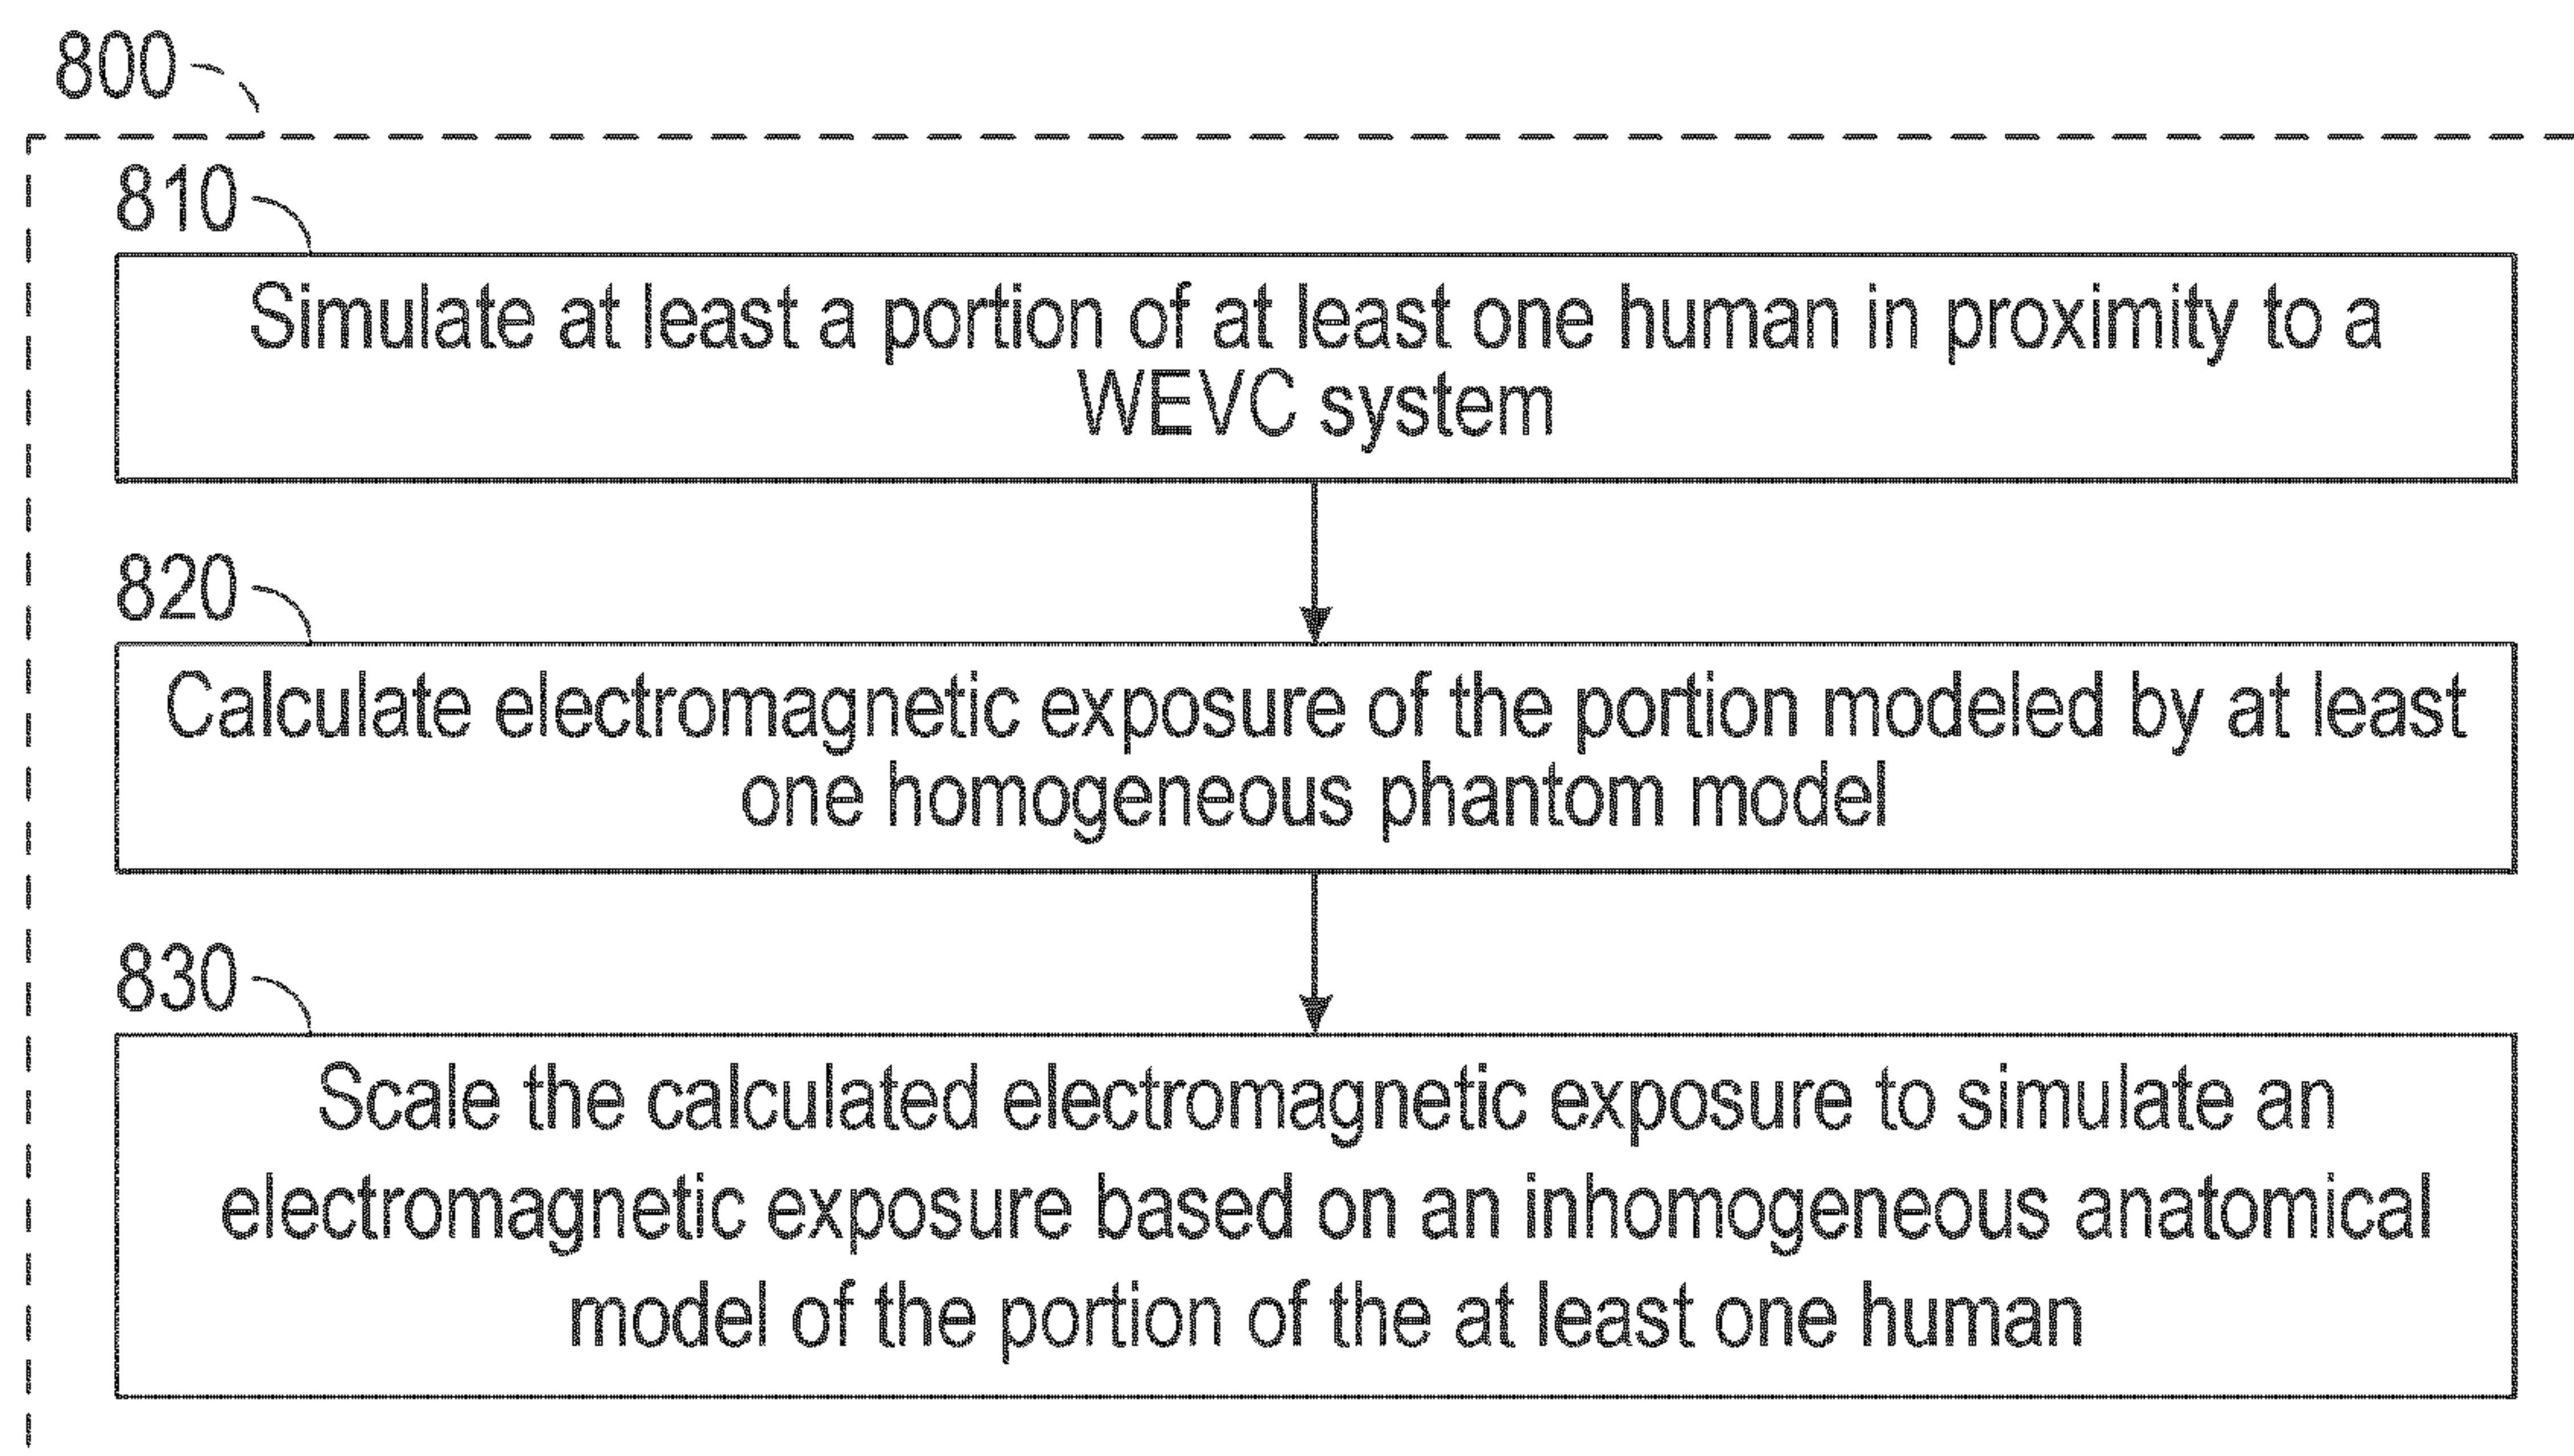 800
810
Simulate at least a portion of at least one human in proximity to a
WEVC system
820
Calculate electromagnetic exposure of the portion modeled by at least
one homogeneous phantom model
830
Scale the calculated electromagnetic exposure to simulate an
electromagnetic exposure based on an inhomogeneous anatomical
model of the portion of the at least one human